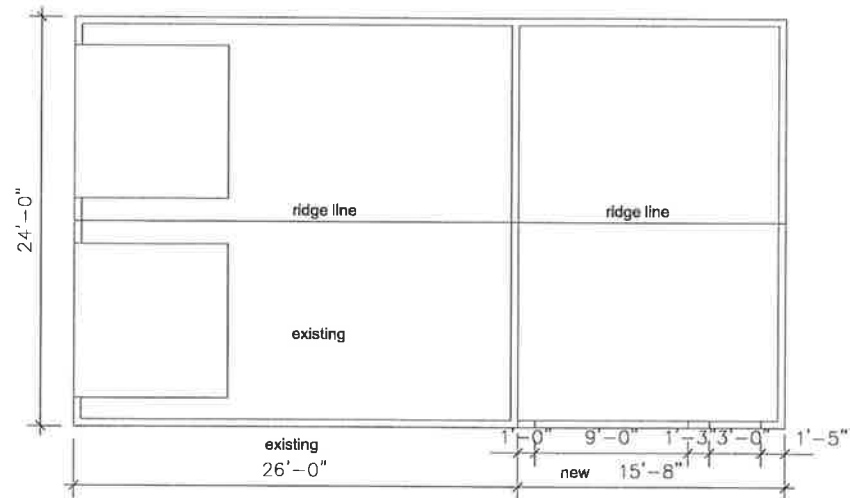 ridge line
ridge line
24'-0"
existing
existing
26'-0"
1'-0"
9'-0"
1'-3"
3'-0"
1'-5"
new
15'-8"